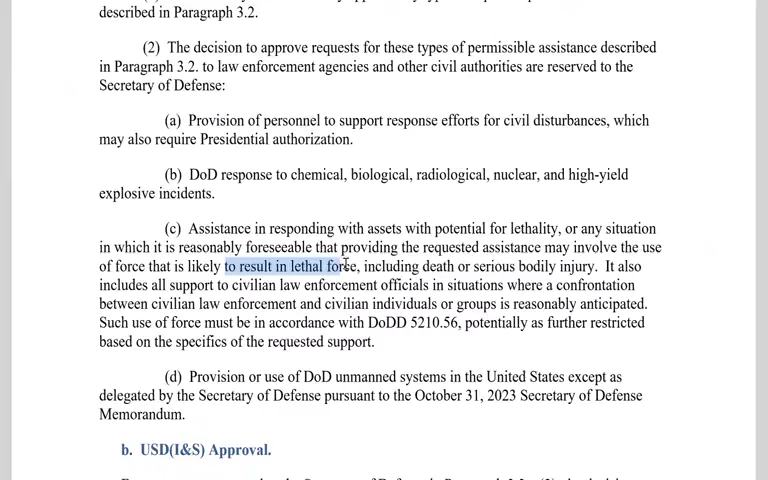 described in Paragraph 3.2.
(2) The decision to approve requests for these types of permissible assistance described
in Paragraph 3.2. to law enforcement agencies and other civil authorities are reserved to the
Secretary of Defense:
(a) Provision of personnel to support response efforts for civil disturbances, which
may also require Presidential authorization.
(b) DoD response to chemical, biological, radiological, nuclear, and high-yield
explosive incidents.
(c) Assistance in responding with assets with potential for lethality, or any situation
in which it is reasonably foreseeable that providing the requested assistance may involve the use
of force that is likely to result in lethal force, including death or serious bodily injury. It also
includes all support to civilian law enforcement officials in situations where a confrontation
between civilian law enforcement and civilian individuals or groups is reasonably anticipated.
Such use of force must be in accordance with DoDD 5210.56, potentially as further restricted
based on the specifics of the requested support.
(d) Provision or use of DoD unmanned systems in the United States except as
delegated by the Secretary of Defense pursuant to the October 31, 2023 Secretary of Defense
Memorandum.
b. USD(I&S) Approval.